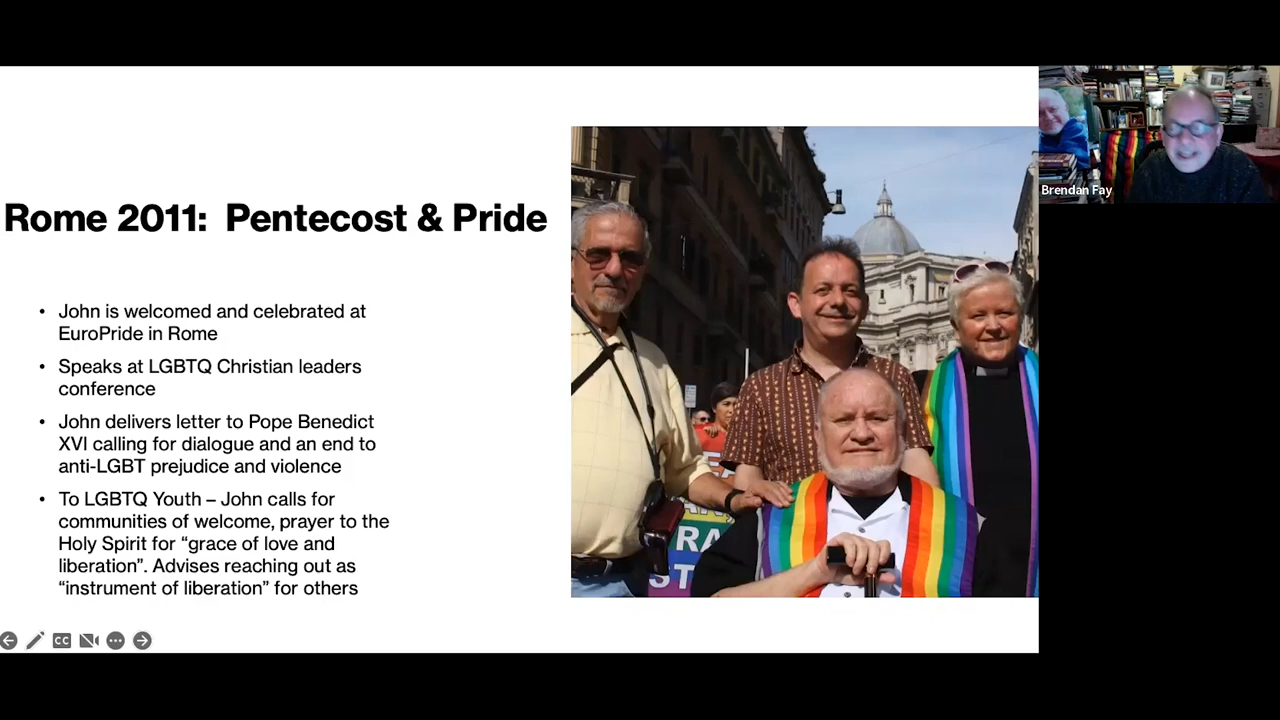 Rome 2011: Pentecost & Pride
• John is welcomed and celebrated at
EuroPride in Rome
• Speaks at LGBTQ Christian leaders
conference
• John delivers letter to Pope Benedict
XVI calling for dialogue and an end to
anti-LGBT prejudice and violence
• To LGBTQ Youth – John calls for
communities of welcome, prayer to the
Holy Spirit for “grace of love and
liberation”. Advises reaching out as
“instrument of liberation” for others
CC
RA
ST
Brendan Fay